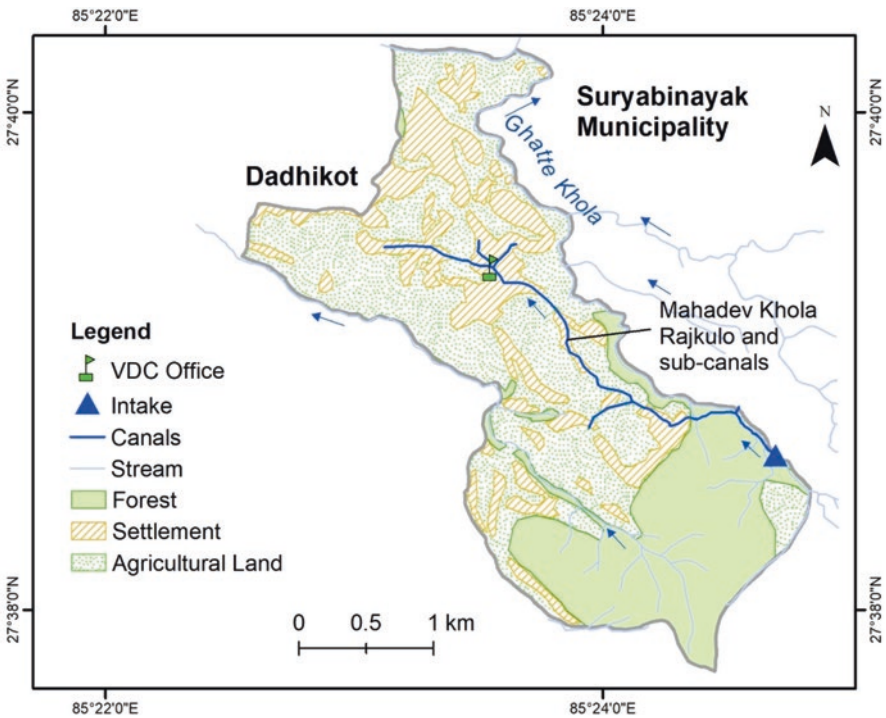 85°22'0"E
85°24'0"E
27°40'0"N
27°40'0"N
Suryabinayak
Municipality
N
Ghatte Khola
Dadhikot
Mahadev Khola
Rajkulo and
sub-canals
Legend
VDC Office
Intake
Canals
Stream
Forest
Settlement
Agricultural Land
0 0.5 1 km
27°38'0"N
27°38'0"N
85°22'0"E
85°24'0"E